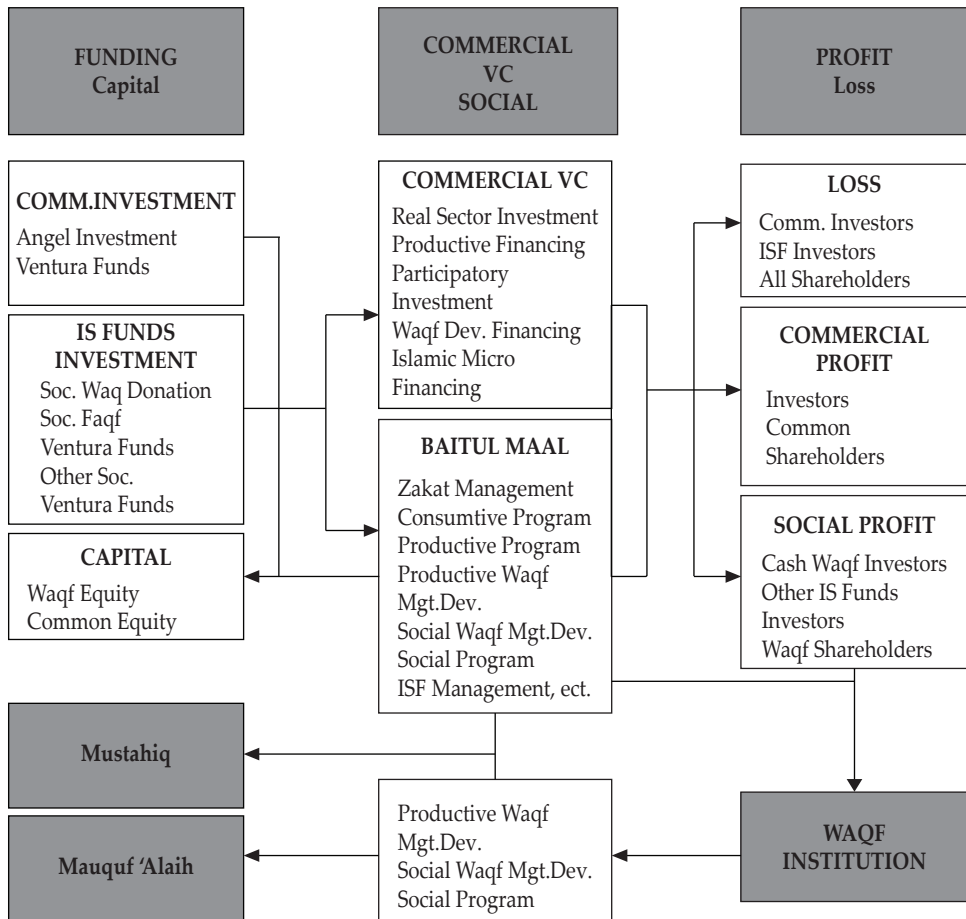 FUNDING
Capital
COMMERCIAL
VC
SOCIAL
PROFIT
Loss
COMM.INVESTMENT
Angel Investment
Ventura Funds
IS FUNDS
INVESTMENT
Soc. Waq Donation
Soc. Faqf
Ventura Funds
Other Soc.
Ventura Funds
CAPITAL
Waqf Equity
Common Equity
COMMERCIAL VC
Real Sector Investment
Productive Financing
Participatory
Investment
Waqf Dev. Financing
Islamic Micro
Financing
BAITUL MAAL
Zakat Management
Consumtive Program
Productive Program
Productive Waqf
Mgt.Dev.
Social Waqf Mgt.Dev.
Social Program
ISF Management, ect.
LOSS
Comm. Investors
ISF Investors
All Shareholders
COMMERCIAL
PROFIT
Investors
Common
Shareholders
SOCIAL PROFIT
Cash Waqf Investors
Other IS Funds
Investors
Waqf Shareholders
Mustahiq
Mauquf ‘Alaih
Productive Waqf
Mgt.Dev.
Social Waqf Mgt.Dev.
Social Program
WAQF
INSTITUTION